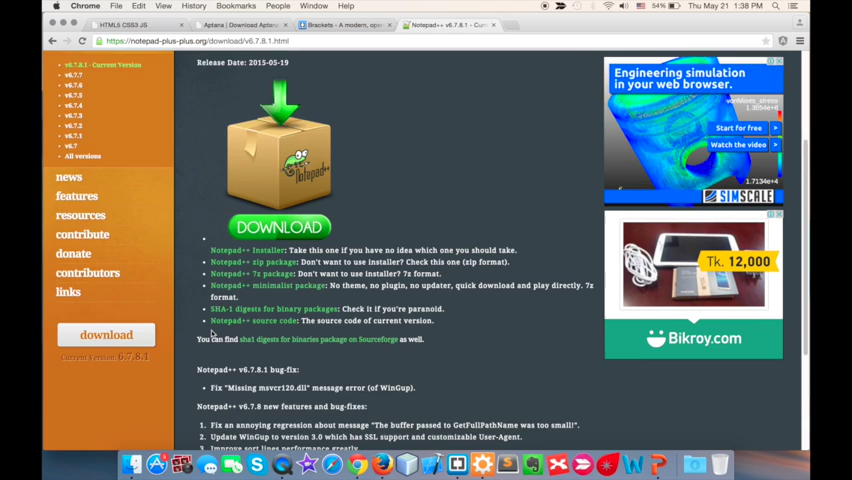 Chrome File Edit View History Bookmarks People Window Help 54% Thu May 21 1:38 PM
HTML5 CSS3 JS
Aptana | Download Aptana
Brackets - A modern, open
Notepad++ v6.7.8.1 - Curr
https://notepad-plus-plus.org/download/v6.7.8.1.html
v6.7.8.1 - Current Version
v6.7.7
v6.7.6
v6.7.5
v6.7.4
v6.7.3
v6.7.2
v6.7.1
v6.7
All versions
news
features
resources
contribute
donate
contributors
links
download
Current Version: 6.7.8.1
Release Date: 2015-05-19
Notepad++
DOWNLOAD
Notepad++ Installer: Take this one if you have no idea which one you should take.
Notepad++ zip package: Don't want to use installer? Check this one (zip format).
Notepad++ 7z package: Don't want to use installer? 7z format.
Notepad++ minimalist package: No theme, no plugin, no updater, quick download and play directly. 7z
format.
SHA-1 digests for binary packages: Check it if you're paranoid.
Notepad++ source code: The source code of current version.
You can find sha1 digests for binaries package on Sourceforge as well.
Notepad++ v6.7.8.1 bug-fix:
Fix "Missing msvcr120.dll" message error (of WinGup).
Notepad++ v6.7.8 new features and bug-fixes:
1. Fix an annoying regression about message "The buffer passed to GetFullPathName was too small!".
2. Update WinGup to version 3.0 which has SSL support and customizable User-Agent.
3. Improve sort lines performance greatly.
Engineering simulation
in your web browser.
vonMises_stress
Start for free >
Watch the video >
1.7134e+6
SIMSCALE
Tk. 12,000
Bikroy.com